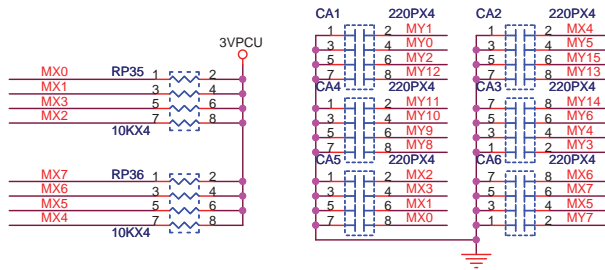 CA1 220PX4 CA2 220PX4
3VPCU
1 2 MY1 1 2 MX4
3 4 MY0 3 4 MY5
5 6 MY2 5 6 MY15
7 8 MY12 7 8 MY13
MX0 RP35 1 2
MX1 3 4
MX3 5 6
MX2 7 8
10KX4
CA4 220PX4 CA3 220PX4
1 2 MY11 7 8 MY14
3 4 MY10 5 6 MY6
5 6 MY9 3 4 MY4
7 8 MY8 1 2 MY3
MX7 RP36 1 2
MX6 3 4
MX5 5 6
MX4 7 8
10KX4
CA5 220PX4 CA6 220PX4
1 2 MX2 7 8 MX6
3 4 MX3 5 6 MX7
5 6 MX1 3 4 MX5
7 8 MX0 1 2 MY7